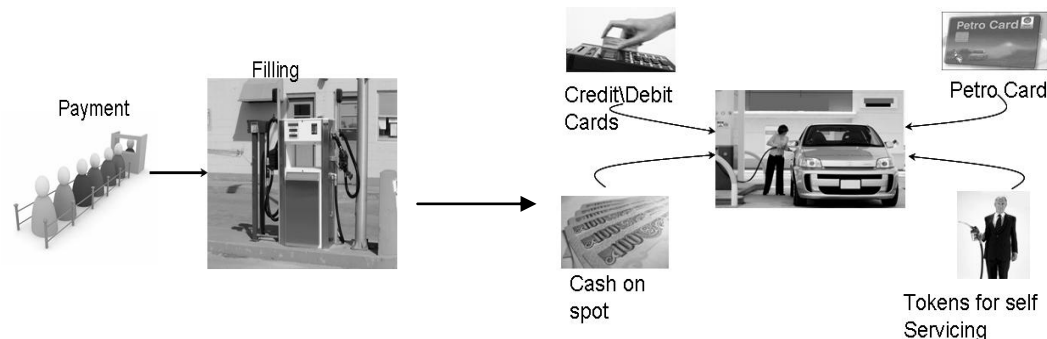 Payment
Filling
Credit\Debit
Cards
Petro Card
Petro Card
Cash on
spot
Tokens for self
Servicing